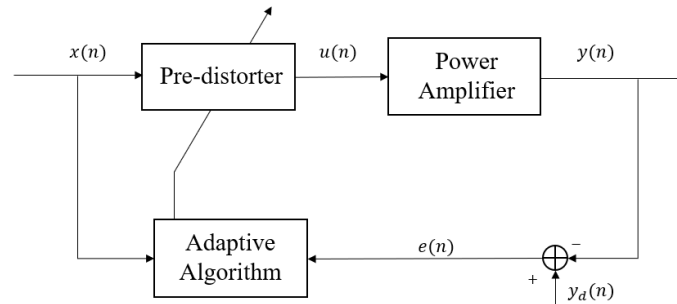 x(n)
u(n)
y(n)
Pre-distorter
Power
Amplifier
Adaptive
Algorithm
e(n)
−
+
y_d(n)